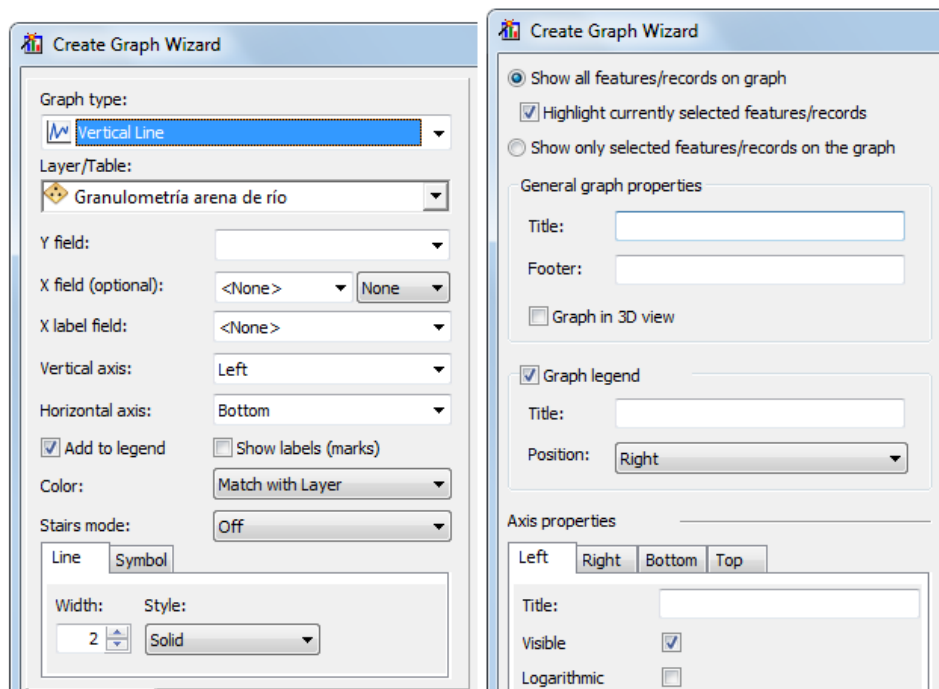 Create Graph Wizard
Graph type:
Vertical Line
Layer/Table:
Granulometría arena de río
Y field:
X field (optional): <None> None
X label field: <None>
Vertical axis: Left
Horizontal axis: Bottom
Add to legend Show labels (marks)
Color: Match with Layer
Stairs mode: Off
Line Symbol
Width: Style:
2 Solid
Create Graph Wizard
Show all features/records on graph
Highlight currently selected features/records
Show only selected features/records on the graph
General graph properties
Title:
Footer:
Graph in 3D view
Graph legend
Title:
Position: Right
Axis properties
Left Right Bottom Top
Title:
Visible
Logarithmic